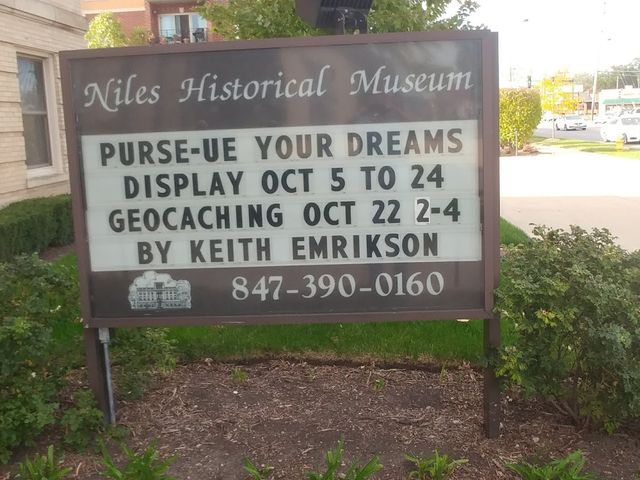 Niles Historical Museum
PURSE-UE YOUR DREAMS
DISPLAY OCT 5 TO 24
GEOCACHING OCT 22 2-4
BY KEITH EMRIKSON
847-390-0160